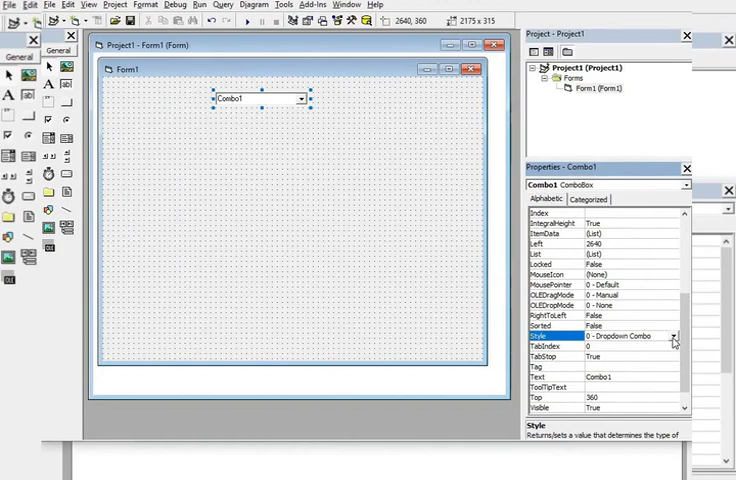 File Edit
File Edit View Project Format Debug Run Query Diagram Tools Add-Ins Window Help
2640, 360
2175 x 315
General
General
Project1 - Form1 (Form)
Form1
Combo1
Project - Project1
Project1 (Project1)
Forms
Form1 (Form1)
Properties - Combo1
Combo1 ComboBox
Alphabetic Categorized
Index
IntegralHeight True
ItemData (List)
Left 2640
List (List)
Locked False
MouseIcon (None)
MousePointer 0 - Default
OLEDragMode 0 - Manual
OLEDropMode 0 - None
RightToLeft False
Sorted False
Style 0 - Dropdown Combo
TabIndex 0
TabStop True
Tag
Text Combo1
ToolTipText
Top 360
Visible True
Style
Returns/sets a value that determines the type of